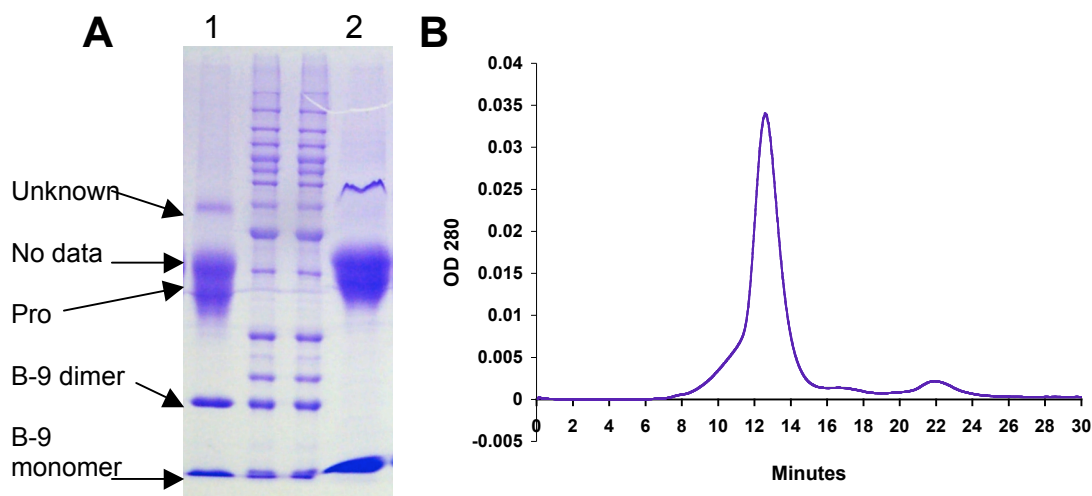 A
1
2
Unknown
No data
Pro
B-9 dimer
B-9
monomer
B
OD 280
0.04
0.035
0.03
0.025
0.02
0.015
0.01
0.005
0
-0.005
0 2 4 6 8 10 12 14 16 18 20 22 24 26 28 30
Minutes